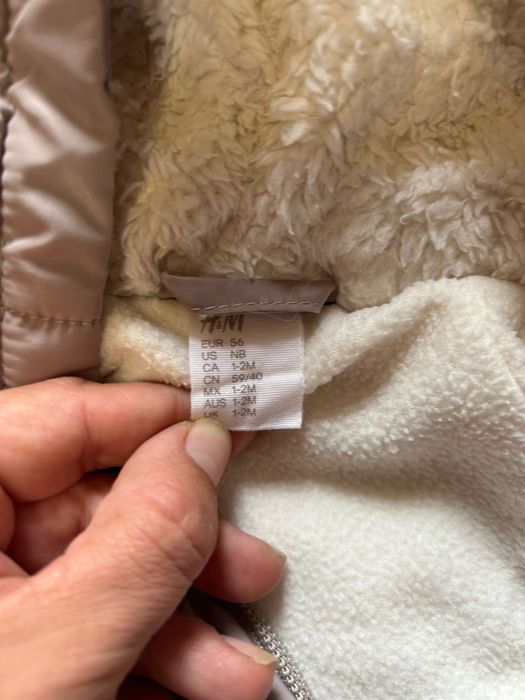 H&M
EUR 56
US NB
CA 1-2M
CN 59/40
MX 1-2M
AUS 1-2M
UK 1-2M